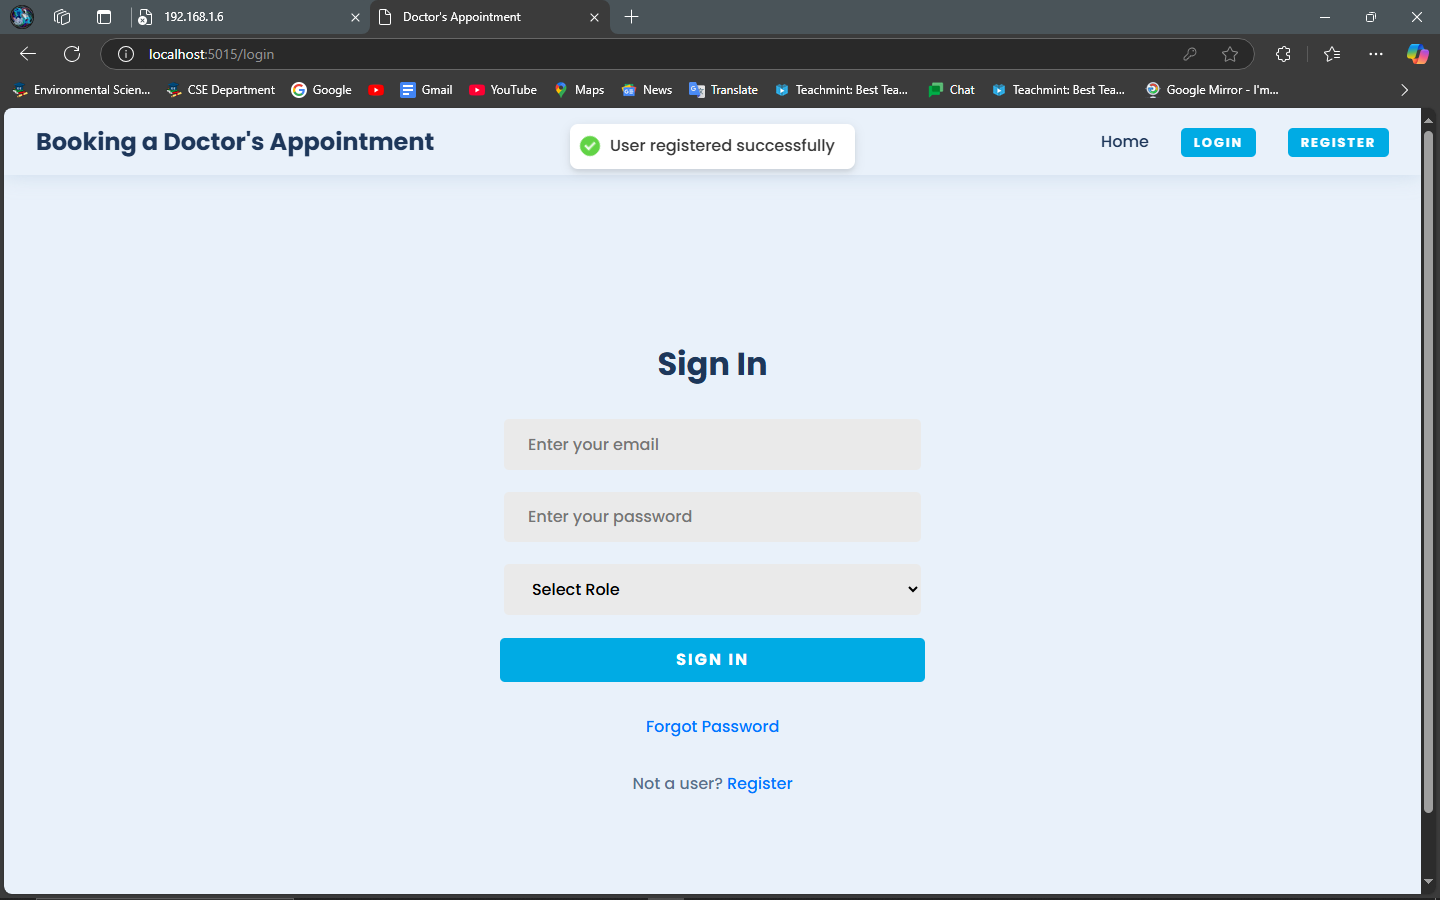 192.168.1.6
Doctor's Appointment
localhost:5015/login
Environmental Scien...
CSE Department
Google
Gmail
YouTube
Maps
News
Translate
Teachmint: Best Tea...
Chat
Teachmint: Best Tea...
Google Mirror - I'm...
Booking a Doctor's Appointment
User registered successfully
Home
LOGIN
REGISTER
Sign In
Enter your email
Enter your password
Select Role
SIGN IN
Forgot Password
Not a user? Register